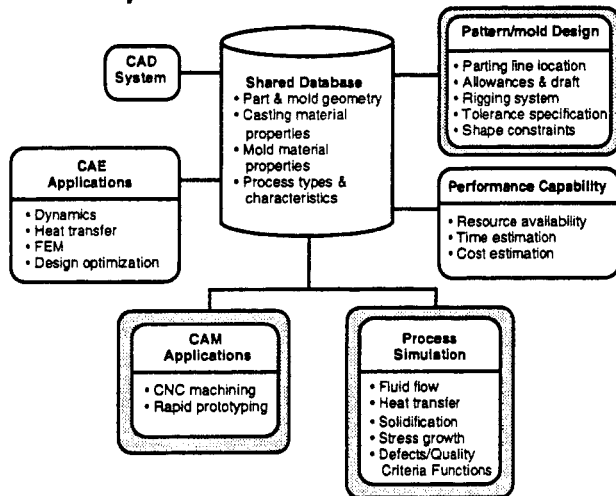 CAD
System
Shared Database
• Part & mold geometry
• Casting material
properties
• Mold material
properties
• Process types &
characteristics
Pattern/mold Design
• Parting line location
• Allowances & draft
• Rigging system
• Tolerance specification
• Shape constraints
CAE
Applications
• Dynamics
• Heat transfer
• FEM
• Design optimization
Performance Capability
• Resource availability
• Time estimation
• Cost estimation
CAM
Applications
• CNC machining
• Rapid prototyping
Process
Simulation
• Fluid flow
• Heat transfer
• Solidification
• Stress growth
• Defects/Quality
Criteria Functions